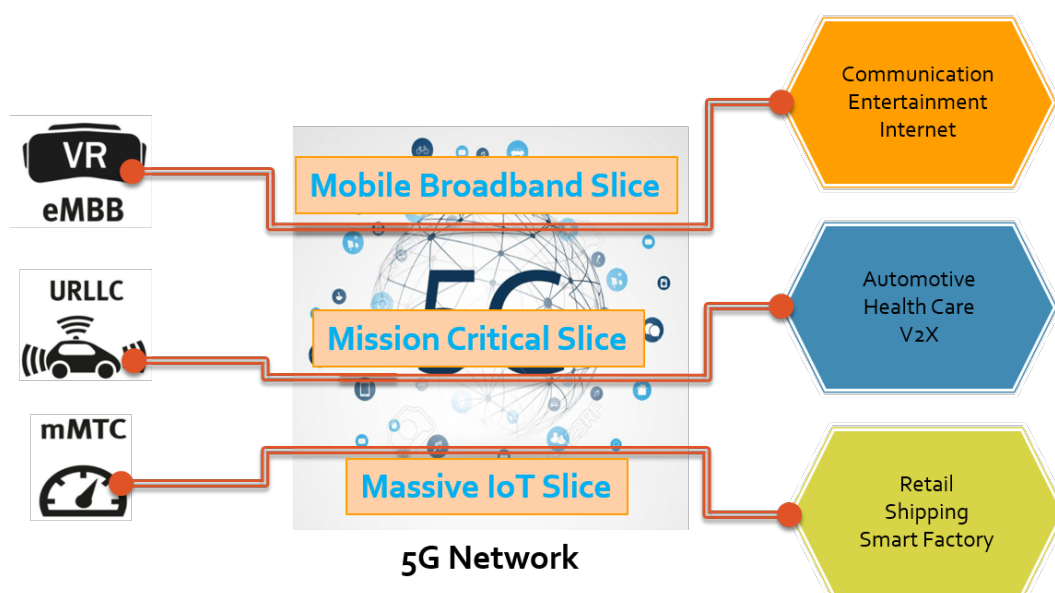 VR
eMBB
Mobile Broadband Slice
Communication
Entertainment
Internet
URLLC
5G
Mission Critical Slice
Automotive
Health Care
V2X
mMTC
Massive IoT Slice
Retail
Shipping
Smart Factory
5G Network